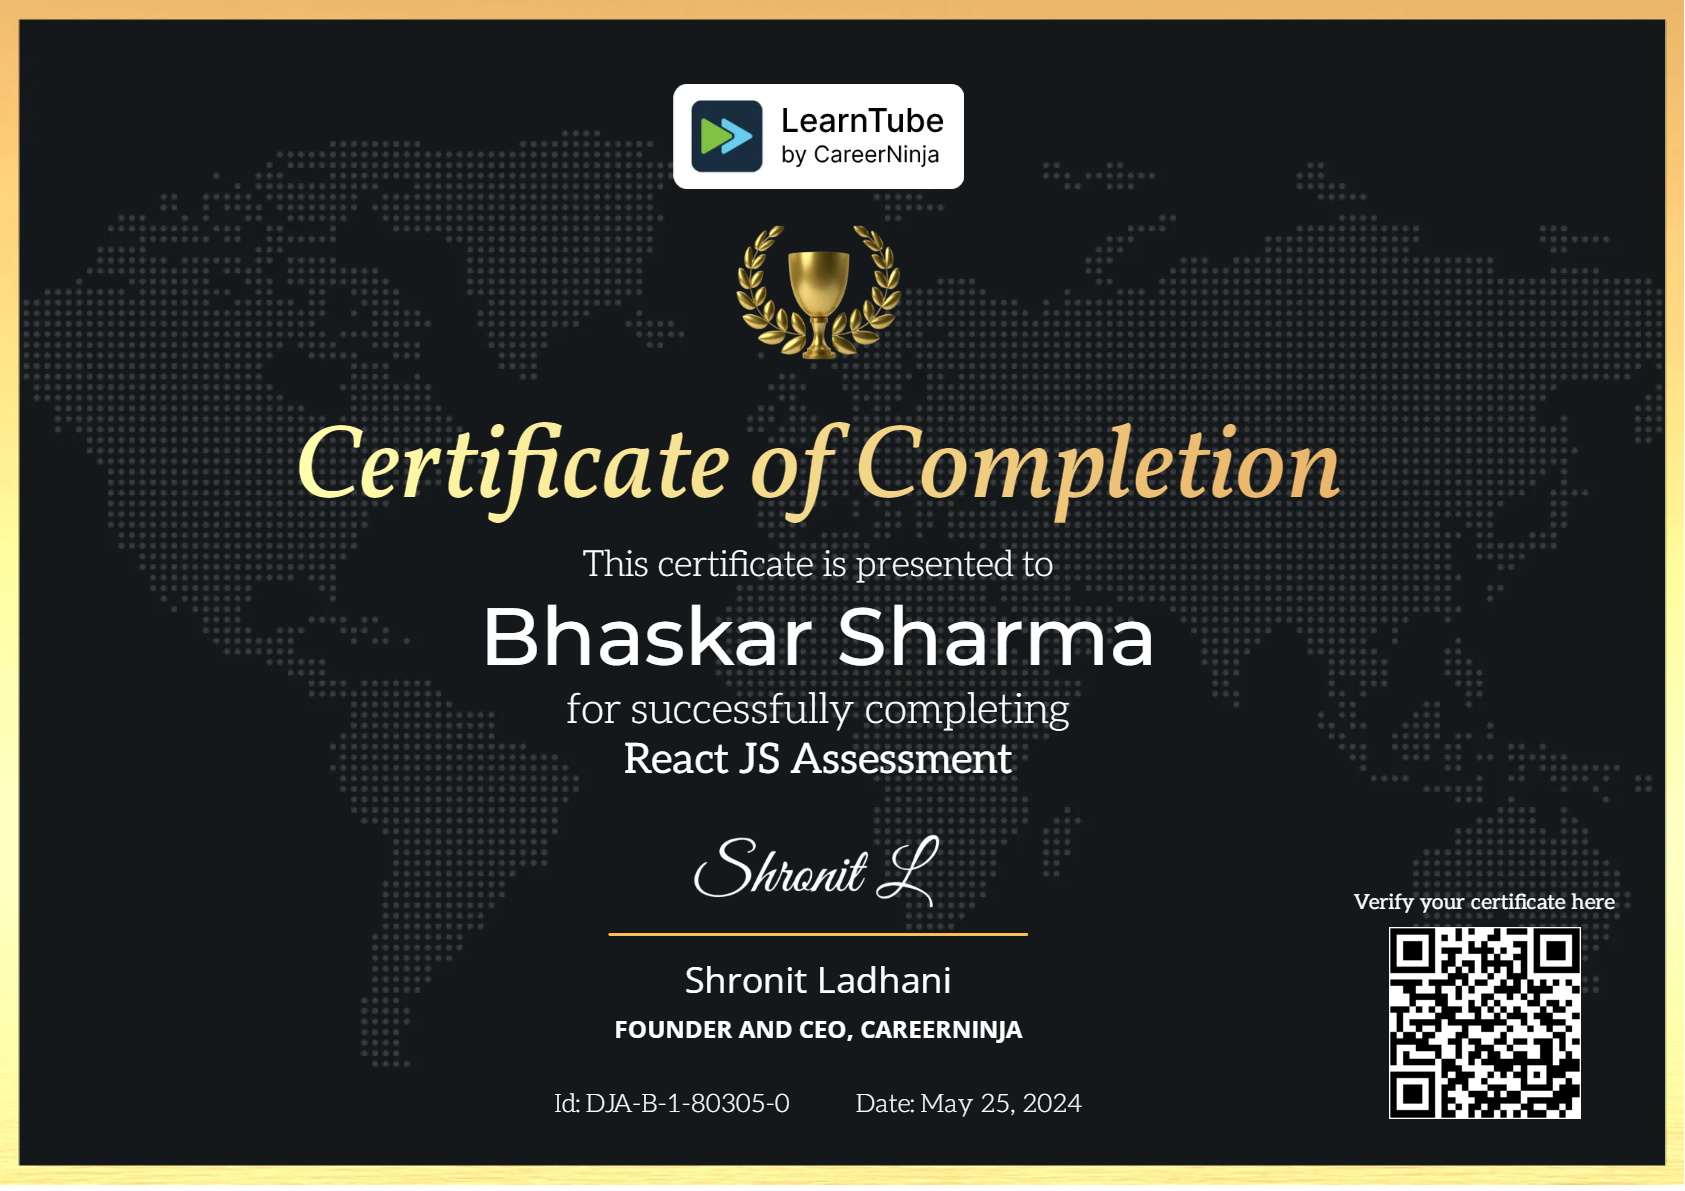 LearnTube
by CareerNinja
Certificate of Completion
This certificate is presented to
Bhaskar Sharma
for successfully completing
React JS Assessment
Shronit L
Shronit Ladhani
FOUNDER AND CEO, CAREERNINJA
Id: DJA-B-1-80305-0 Date: May 25, 2024
Verify your certificate here